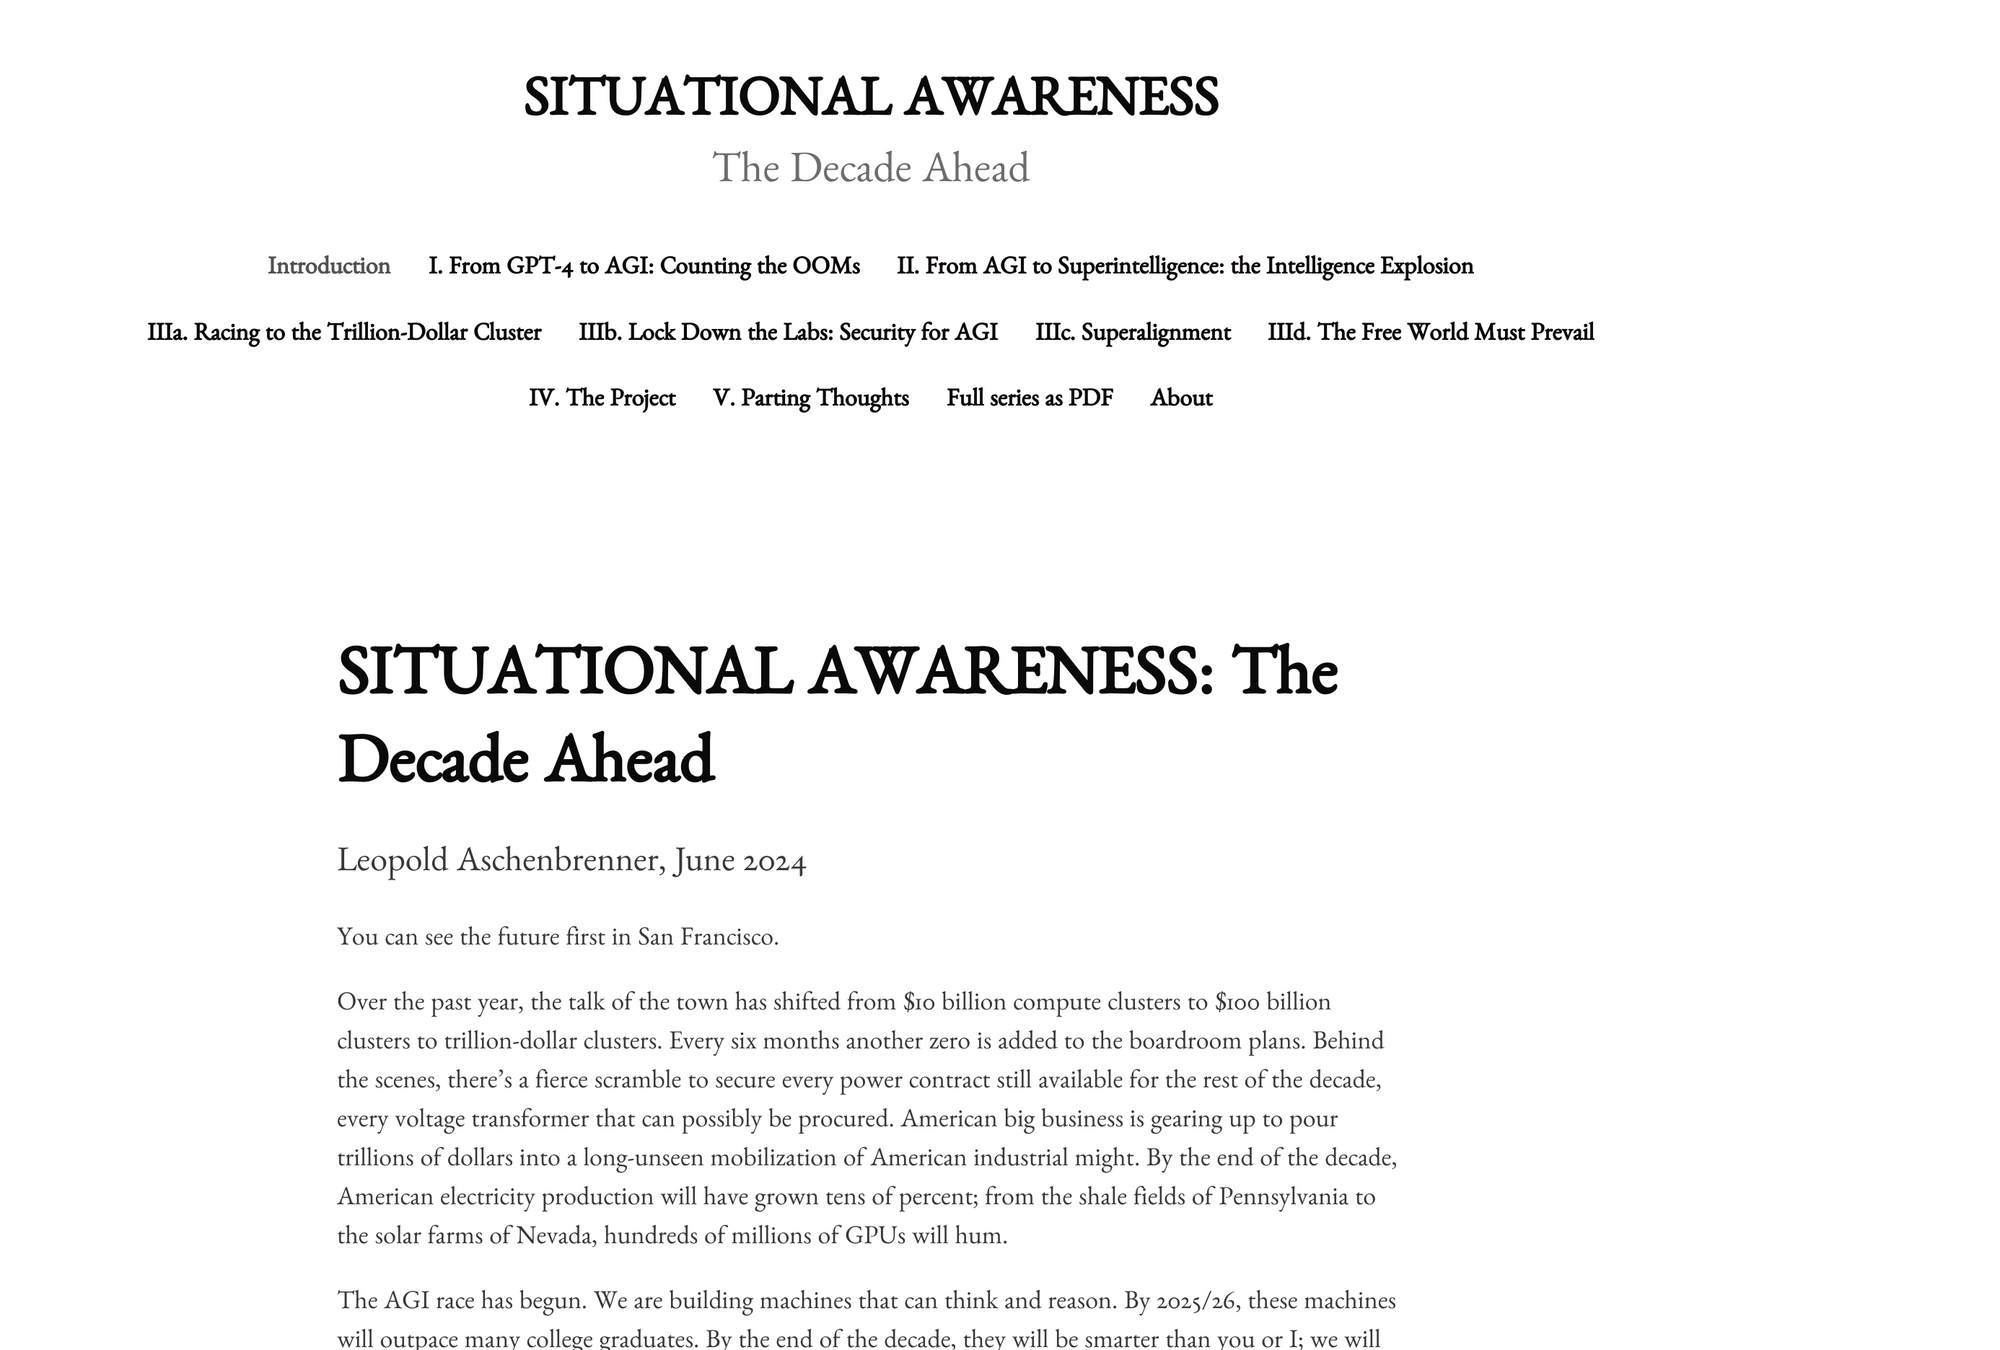 SITUATIONAL AWARENESS
The Decade Ahead
Introduction I. From GPT-4 to AGI: Counting the OOMs II. From AGI to Superintelligence: the Intelligence Explosion
IIIa. Racing to the Trillion-Dollar Cluster IIIb. Lock Down the Labs: Security for AGI IIIc. Superalignment IIId. The Free World Must Prevail
IV. The Project V. Parting Thoughts Full series as PDF About
SITUATIONAL AWARENESS: The
Decade Ahead
Leopold Aschenbrenner, June 2024
You can see the future first in San Francisco.
Over the past year, the talk of the town has shifted from $10 billion compute clusters to $100 billion
clusters to trillion-dollar clusters. Every six months another zero is added to the boardroom plans. Behind
the scenes, there’s a fierce scramble to secure every power contract still available for the rest of the decade,
every voltage transformer that can possibly be procured. American big business is gearing up to pour
trillions of dollars into a long-unseen mobilization of American industrial might. By the end of the decade,
American electricity production will have grown tens of percent; from the shale fields of Pennsylvania to
the solar farms of Nevada, hundreds of millions of GPUs will hum.
The AGI race has begun. We are building machines that can think and reason. By 2025/26, these machines
will outpace many college graduates. By the end of the decade, they will be smarter than you or I; we will